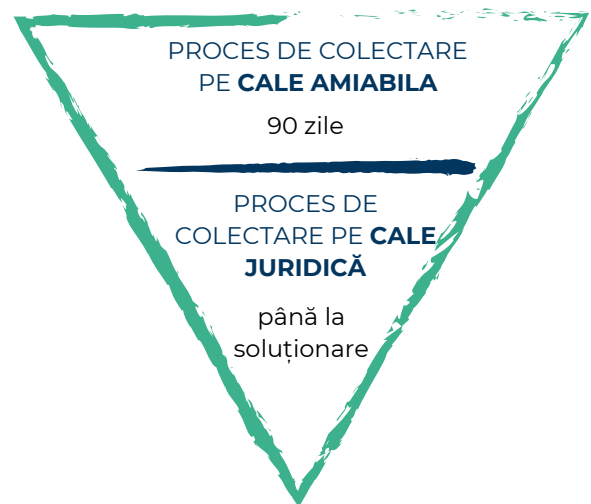 PROCES DE COLECTARE
PE CALE AMIABILA
90 zile
PROCES DE
COLECTARE PE CALE
JURIDICĂ
până la
soluționare